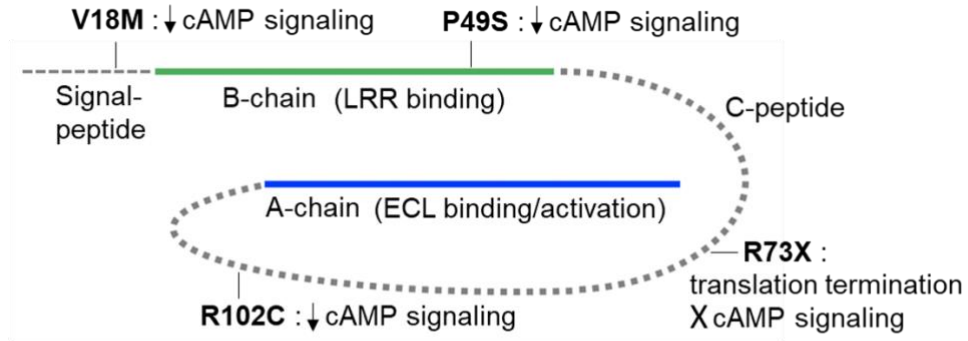 V18M : ↓ cAMP signaling
P49S : ↓ cAMP signaling
Signal-
peptide
B-chain (LRR binding)
C-peptide
A-chain (ECL binding/activation)
R73X :
translation termination
X cAMP signaling
R102C : ↓ cAMP signaling